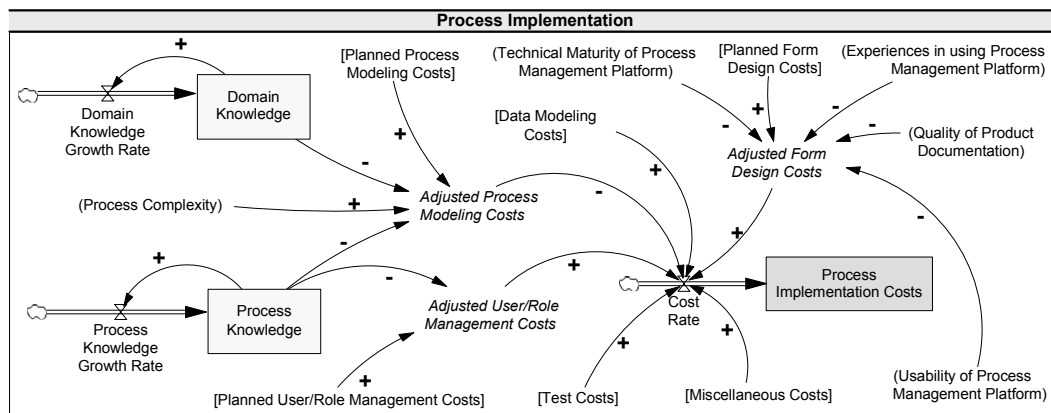 Process Implementation
+
Domain
Knowledge
Domain
Knowledge
Growth Rate
[Planned Process
Modeling Costs]
(Technical Maturity of Process
Management Platform)
[Planned Form
Design Costs]
(Experiences in using Process
Management Platform)
[Data Modeling
Costs]
+
-
+
-
-
(Quality of Product
Documentation)
Adjusted Form
Design Costs
-
+
+
(Process Complexity)
+
Adjusted Process
Modeling Costs
-
-
-
+
+
Process
Knowledge
Process
Knowledge
Growth Rate
-
Adjusted User/Role
Management Costs
+
Cost
Rate
Process
Implementation Costs
+
[Planned User/Role Management Costs]
+
[Test Costs]
+
[Miscellaneous Costs]
(Usability of Process
Management Platform)